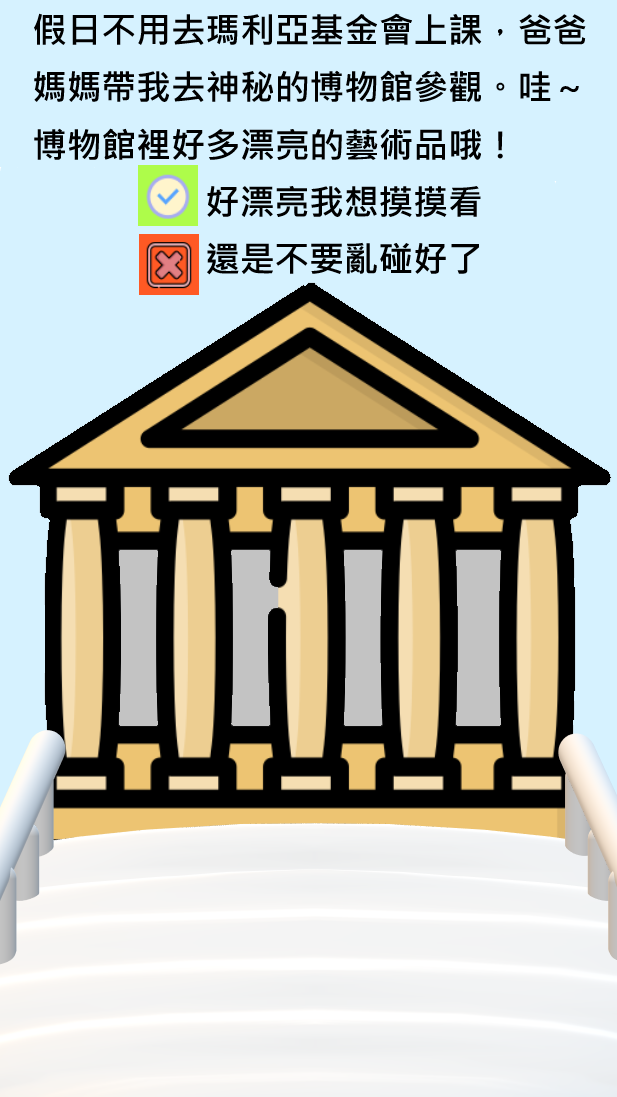 假日不用去瑪利亞基金會上課，爸爸
媽媽帶我去神秘的博物館參觀。哇～
博物館裡好多漂亮的藝術品哦！
好漂亮我想摸摸看
還是不要亂碰好了